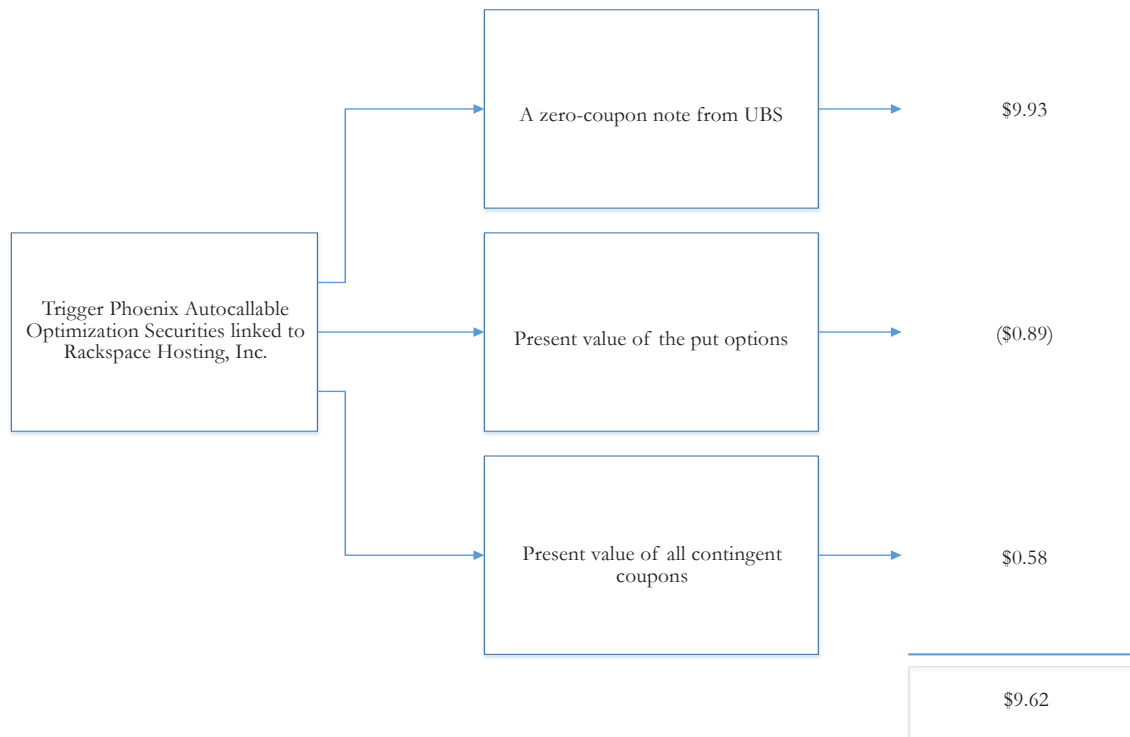 A zero-coupon note from UBS
$9.93
Trigger Phoenix Autocallable
Optimization Securities linked to
Rackspace Hosting, Inc.
Present value of the put options
($0.89)
Present value of all contingent
coupons
$0.58
$9.62